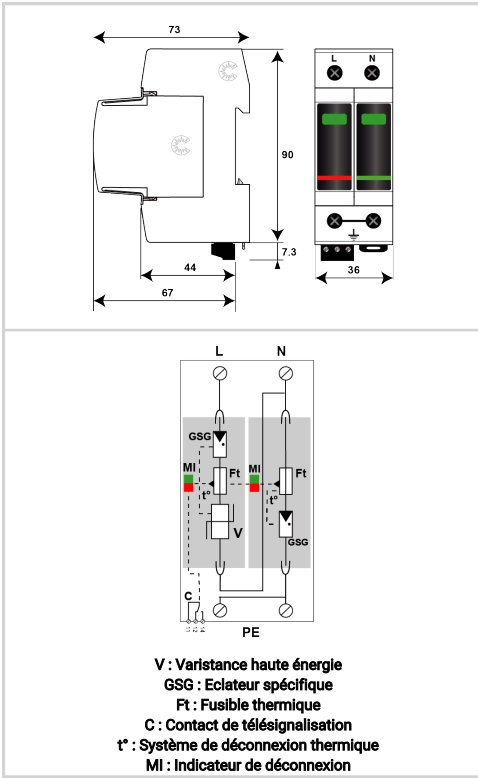 73
L N
90
7.3
44
67
36
L N
GSG
MI
Ft
MI
Ft
t°
t°
V
GSG
C
PE
V : Varistance haute énergie
GSG : Eclateur spécifique
Ft : Fusible thermique
C : Contact de télésignalisation
t° : Système de déconnexion thermique
MI : Indicateur de déconnexion